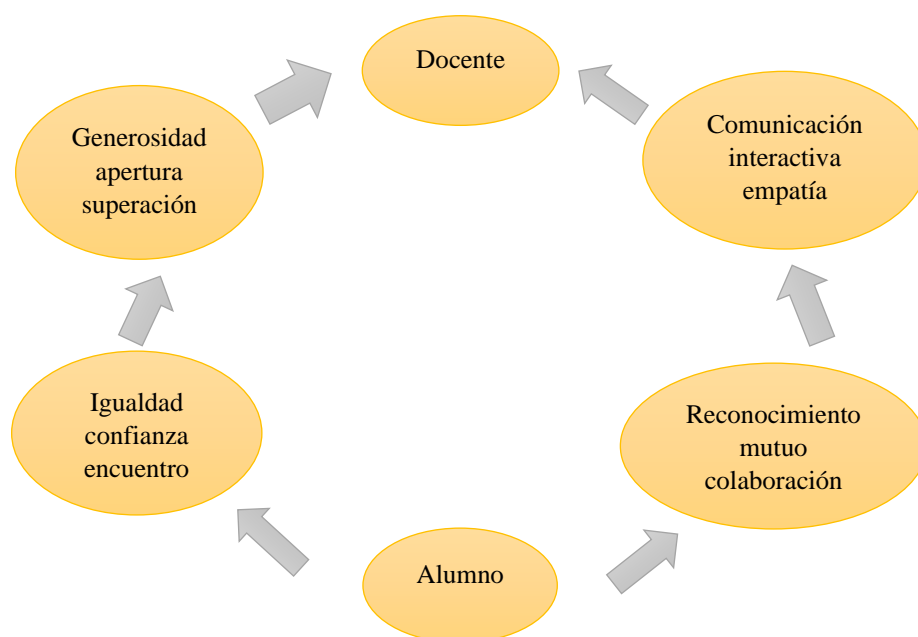 Docente
Generosidad
apertura
superación
Comunicación
interactiva
empatía
Igualdad
confianza
encuentro
Reconocimiento
mutuo
colaboración
Alumno